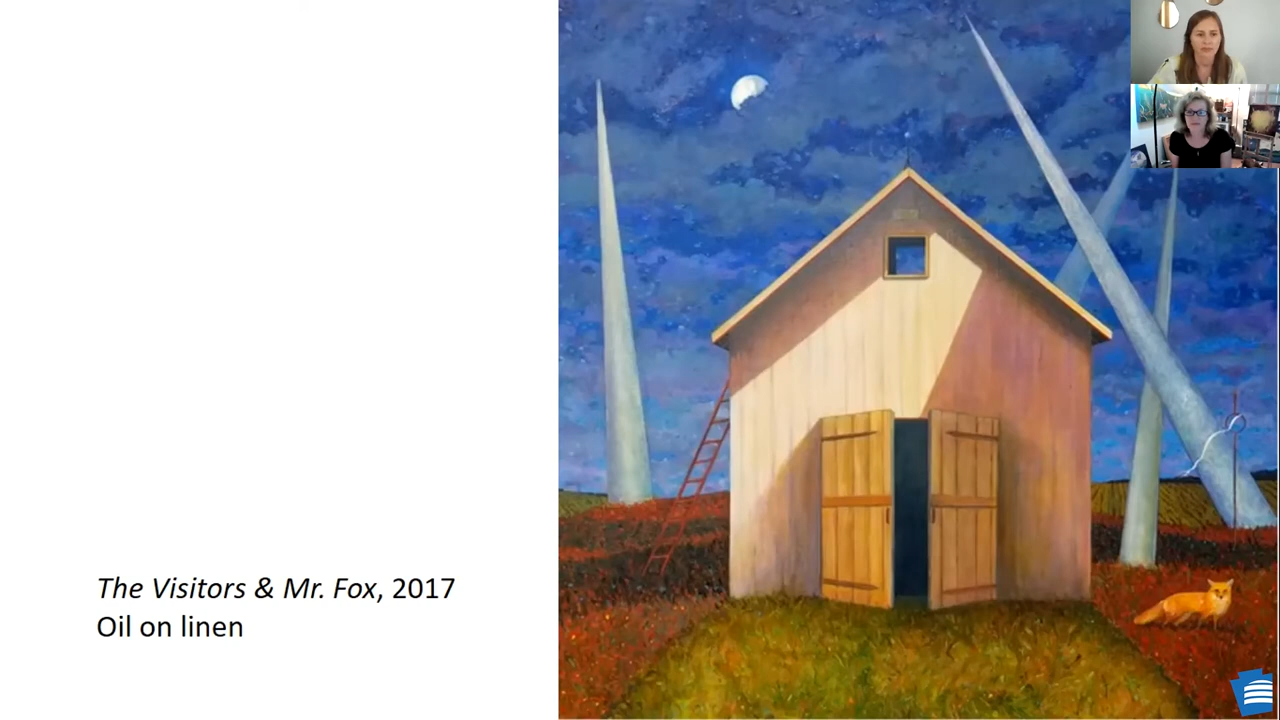 The Visitors & Mr. Fox, 2017
Oil on linen